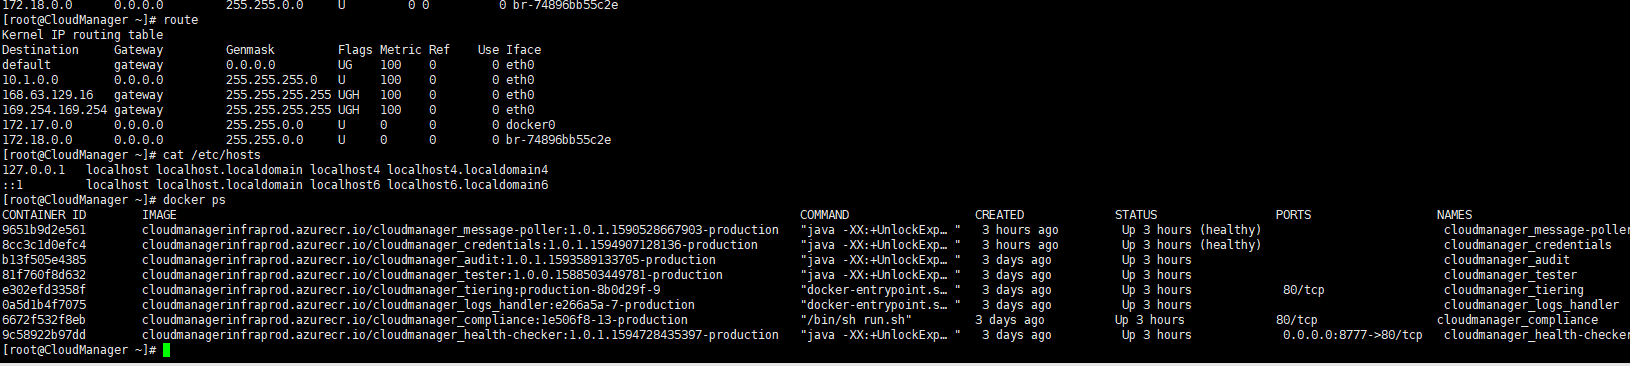 172.18.0.0      0.0.0.0         255.255.0.0     U         0 0          0 br-74896bb55c2e
[root@CloudManager ~]# route
Kernel IP routing table
Destination     Gateway         Genmask         Flags Metric Ref    Use Iface
default         gateway         0.0.0.0         UG    100    0        0 eth0
10.1.0.0        0.0.0.0         255.255.255.0   U     100    0        0 eth0
168.63.129.16   gateway         255.255.255.255 UGH   100    0        0 eth0
169.254.169.254 gateway         255.255.255.255 UGH   100    0        0 eth0
172.17.0.0      0.0.0.0         255.255.0.0     U     0      0        0 docker0
172.18.0.0      0.0.0.0         255.255.0.0     U     0      0        0 br-74896bb55c2e
[root@CloudManager ~]# cat /etc/hosts
127.0.0.1   localhost localhost.localdomain localhost4 localhost4.localdomain4
::1         localhost localhost.localdomain localhost6 localhost6.localdomain6
[root@CloudManager ~]# docker ps
CONTAINER ID        IMAGE        COMMAND        CREATED        STATUS        PORTS        NAMES
9651b9d2e561        cloudmanagerinfraprod.azurecr.io/cloudmanager_message-poller:1.0.1.1590528667903-production   "java -XX:+UnlockExp… "   3 hours ago   Up 3 hours (healthy)   cloudmanager_message-poller
8cc3c1d0efc4        cloudmanagerinfraprod.azurecr.io/cloudmanager_credentials:1.0.1.1594907128136-production   "java -XX:+UnlockExp… "   3 hours ago   Up 3 hours (healthy)   cloudmanager_credentials
b13f505e4385        cloudmanagerinfraprod.azurecr.io/cloudmanager_audit:1.0.1.1593589133705-production   "java -XX:+UnlockExp… "   3 days ago   Up 3 hours   cloudmanager_audit
81f760f8d632        cloudmanagerinfraprod.azurecr.io/cloudmanager_tester:1.0.0.1588503449781-production   "java -XX:+UnlockExp… "   3 days ago   Up 3 hours   cloudmanager_tester
e302efd3358f        cloudmanagerinfraprod.azurecr.io/cloudmanager_tiering:production-8b0d29f-9   "docker-entrypoint.s… "   3 days ago   Up 3 hours   80/tcp   cloudmanager_tiering
0a5d1b4f7075        cloudmanagerinfraprod.azurecr.io/cloudmanager_logs_handler:e266a5a-7-production   "docker-entrypoint.s… "   3 days ago   Up 3 hours   cloudmanager_logs_handler
6672f532f8eb        cloudmanagerinfraprod.azurecr.io/cloudmanager_compliance:1e506f8-13-production   "/bin/sh run.sh"   3 days ago   Up 3 hours   80/tcp   cloudmanager_compliance
9c58922b97dd        cloudmanagerinfraprod.azurecr.io/cloudmanager_health-checker:1.0.1.1594728435397-production   "java -XX:+UnlockExp… "   3 days ago   Up 3 hours   0.0.0.0:8777->80/tcp   cloudmanager_health-checker
[root@CloudManager ~]#